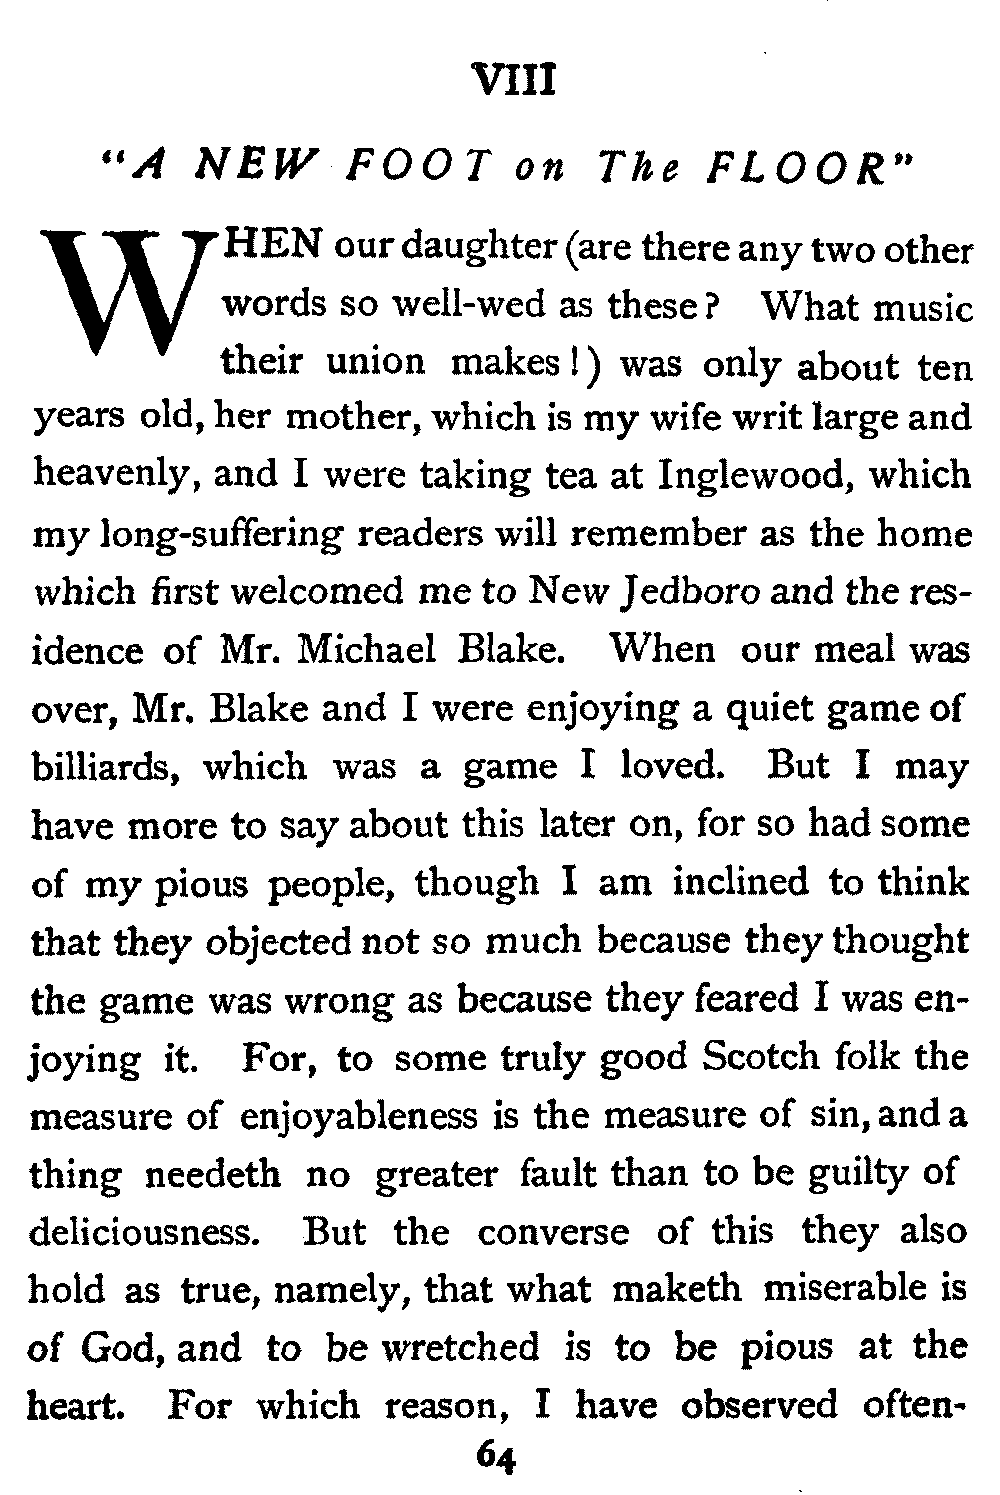 VIII
"A NEW FOOT on The FLOOR"
WHEN our daughter (are there any two other
words so well-wed as these? What music
their union makes!) was only about ten
years old, her mother, which is my wife writ large and
heavenly, and I were taking tea at Inglewood, which
my long-suffering readers will remember as the home
which first welcomed me to New Jedboro and the res-
idence of Mr. Michael Blake. When our meal was
over, Mr. Blake and I were enjoying a quiet game of
billiards, which was a game I loved. But I may
have more to say about this later on, for so had some
of my pious people, though I am inclined to think
that they objected not so much because they thought
the game was wrong as because they feared I was en-
joying it. For, to some truly good Scotch folk the
measure of enjoyableness is the measure of sin, and a
thing needeth no greater fault than to be guilty of
deliciousness. But the converse of this they also
hold as true, namely, that what maketh miserable is
of God, and to be wretched is to be pious at the
heart. For which reason, I have observed often-
64